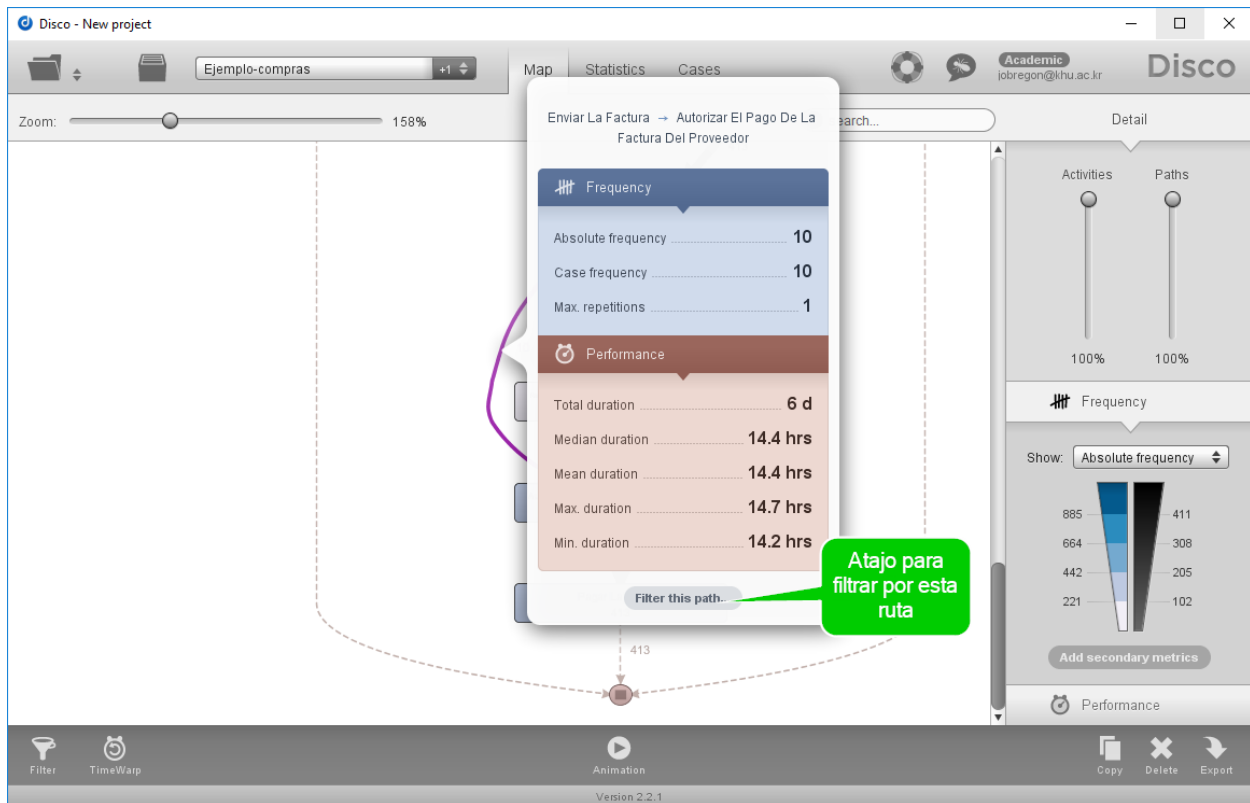 Disco - New project
Ejemplo-compras
+1
Map
Statistics
Cases
Academic
jobregon@khu.ac.kr
Disco
Zoom:
158%
earch...
Detail
Enviar La Factura → Autorizar El Pago De La
Factura Del Proveedor
Frequency
Absolute frequency 10
Case frequency 10
Max. repetitions 1
Performance
Total duration 6 d
Median duration 14.4 hrs
Mean duration 14.4 hrs
Max. duration 14.7 hrs
Min. duration 14.2 hrs
Filter this path...
Atajo para
filtrar por esta
ruta
413
Activities
Paths
100%
100%
Frequency
Show: Absolute frequency
885
411
664
308
442
205
221
102
Add secondary metrics
Performance
Filter
TimeWarp
Animation
Copy
Delete
Export
Version 2.2.1